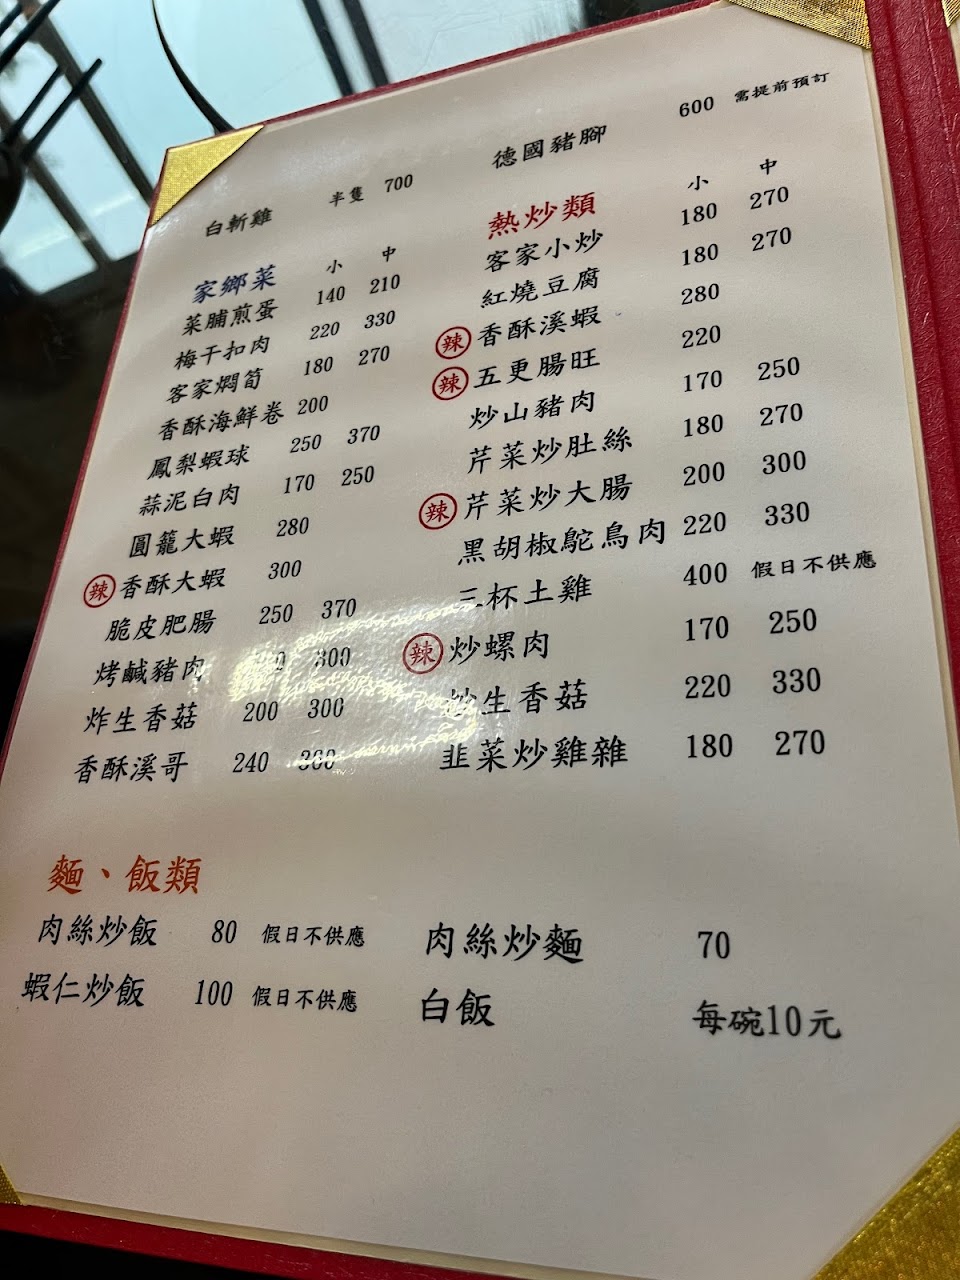 白斬雞 半隻 700
德國豬腳 600 需提前預訂
家鄉菜 小 中
菜脯煎蛋 140 210
梅干扣肉 220 330
客家燜筍 180 270
香酥海鮮卷 200
鳳梨蝦球 250 370
蒜泥白肉 170 250
圓籠大蝦 280
辣 香酥大蝦 300
脆皮肥腸 250 370
烤鹹豬肉 300
炸生香菇 200 300
香酥溪哥 240 360
熱炒類 小 中
客家小炒 180 270
紅燒豆腐 180 270
辣 香酥溪蝦 280
辣 五更腸旺 220
炒山豬肉 170 250
芹菜炒肚絲 180 270
辣 芹菜炒大腸 200 300
黑胡椒鴕鳥肉 220 330
三杯土雞 400 假日不供應
辣 炒螺肉 170 250
炒生香菇 220 330
韭菜炒雞雜 180 270
麵、飯類
肉絲炒飯 80 假日不供應
蝦仁炒飯 100 假日不供應
肉絲炒麵 70
白飯 每碗10元